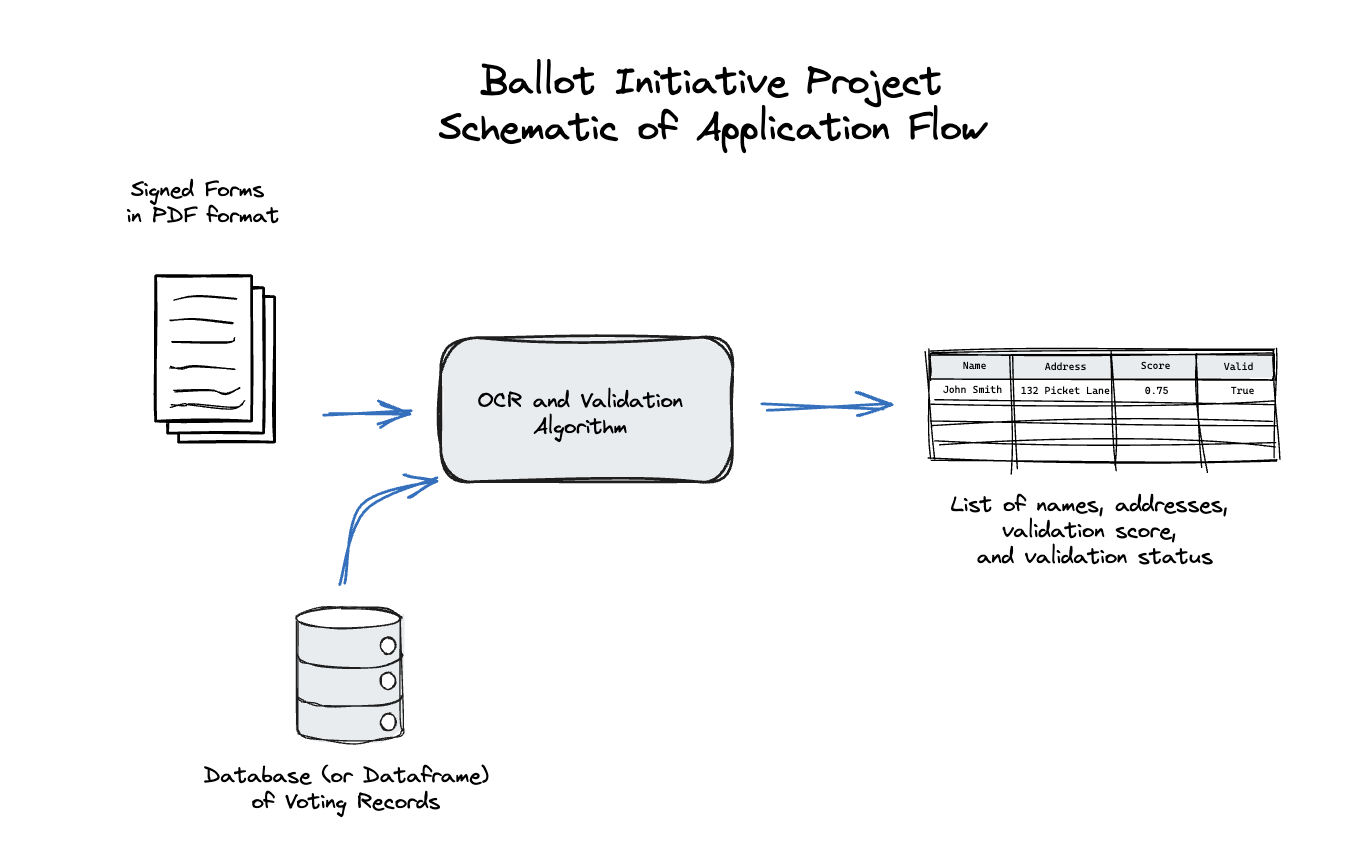 Ballot Initiative Project
Schematic of Application Flow
Signed Forms
in PDF format
OCR and Validation
Algorithm
Name Address Score Valid
John Smith 132 Picket Lane 0.75 True
List of names, addresses,
validation score,
and validation status
Database (or Dataframe)
of Voting Records